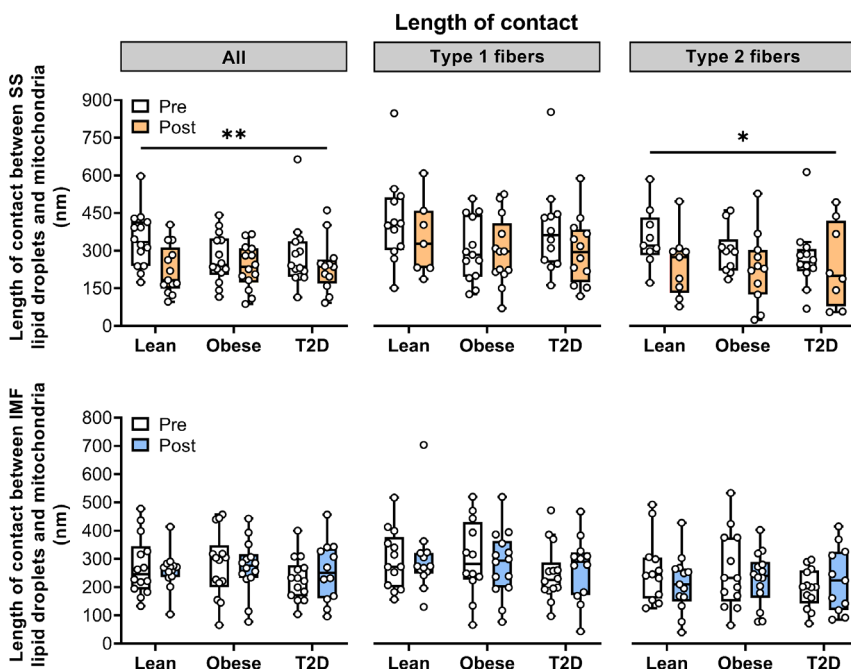 Length of contact
All
Type 1 fibers
Type 2 fibers
Length of contact between SS
lipid droplets and mitochondria
(nm)
900
750
600
450
300
150
0
Pre
Post
**
*
Lean Obese T2D
Lean Obese T2D
Lean Obese T2D
Length of contact between IMF
lipid droplets and mitochondria
(nm)
800
700
600
500
400
300
200
100
0
Pre
Post
Lean Obese T2D
Lean Obese T2D
Lean Obese T2D